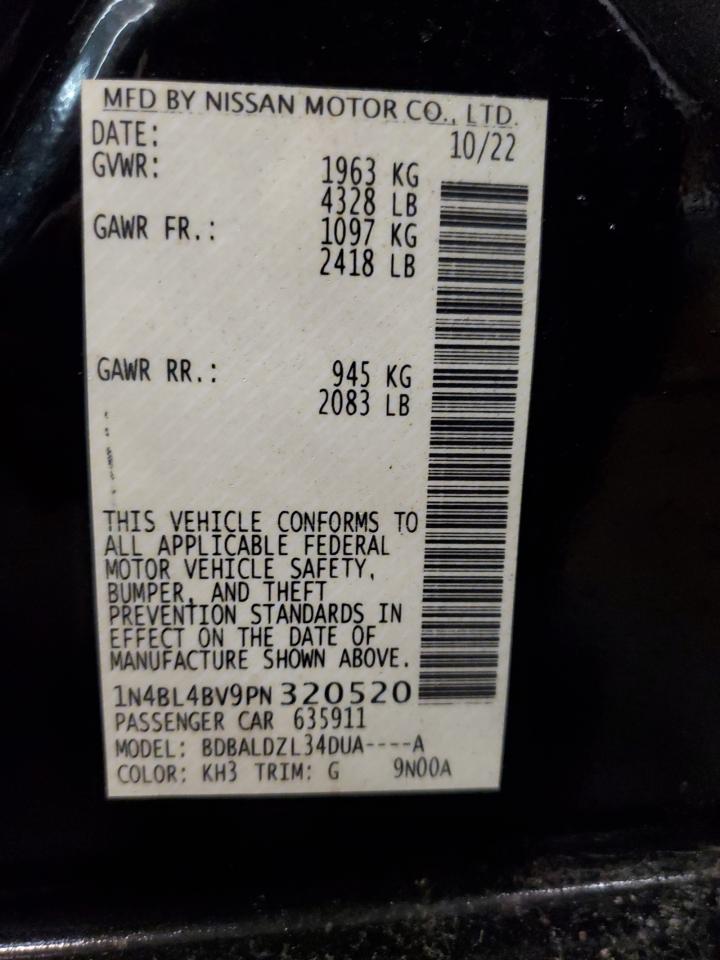 MFD BY NISSAN MOTOR CO., LTD.
DATE: 10/22
GVWR: 1963 KG
4328 LB
GAWR FR.: 1097 KG
2418 LB
GAWR RR.: 945 KG
2083 LB
THIS VEHICLE CONFORMS TO
ALL APPLICABLE FEDERAL
MOTOR VEHICLE SAFETY,
BUMPER, AND THEFT
PREVENTION STANDARDS IN
EFFECT ON THE DATE OF
MANUFACTURE SHOWN ABOVE.
1N4BL4BV9PN320520
PASSENGER CAR 635911
MODEL: BDBALDZL34DUA----A
COLOR: KH3 TRIM: G 9N00A